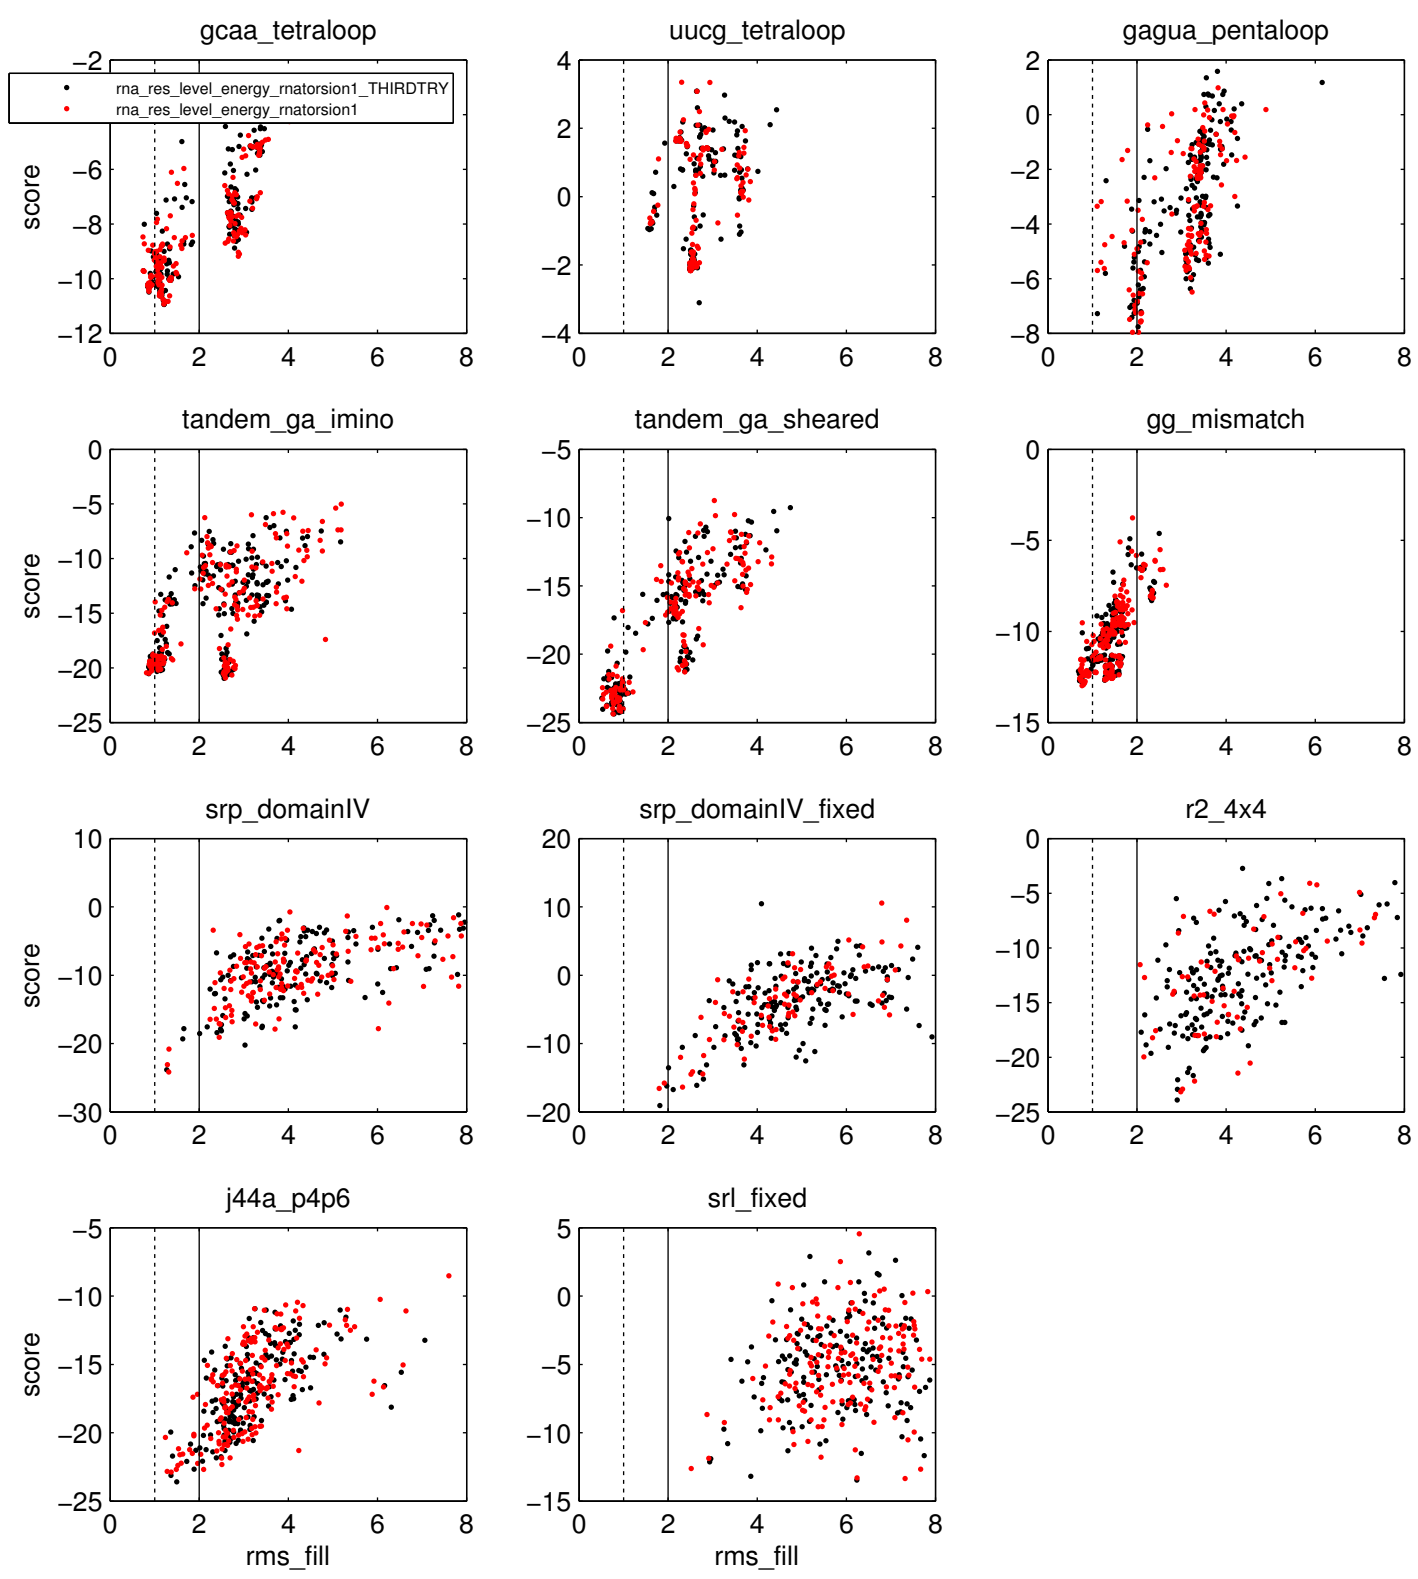 gcaa_tetraloop
uucg_tetraloop
gagua_pentaloop
rna_res_level_energy_rnatorsion1_THIRDTRY
rna_res_level_energy_rnatorsion1
score
−2
−6
−8
−10
−12
0 2 4 6 8
4
2
0
−2
−4
0 2 4 6 8
2
0
−2
−4
−6
−8
0 2 4 6 8
tandem_ga_imino
tandem_ga_sheared
gg_mismatch
score
0
−5
−10
−15
−20
−25
0 2 4 6 8
−5
−10
−15
−20
−25
0 2 4 6 8
0
−5
−10
−15
0 2 4 6 8
srp_domainIV
srp_domainIV_fixed
r2_4x4
score
10
0
−10
−20
−30
0 2 4 6 8
20
10
0
−10
−20
0 2 4 6 8
0
−5
−10
−15
−20
−25
0 2 4 6 8
j44a_p4p6
srl_fixed
score
−5
−10
−15
−20
−25
0 2 4 6 8
rms_fill
5
0
−5
−10
−15
0 2 4 6 8
rms_fill